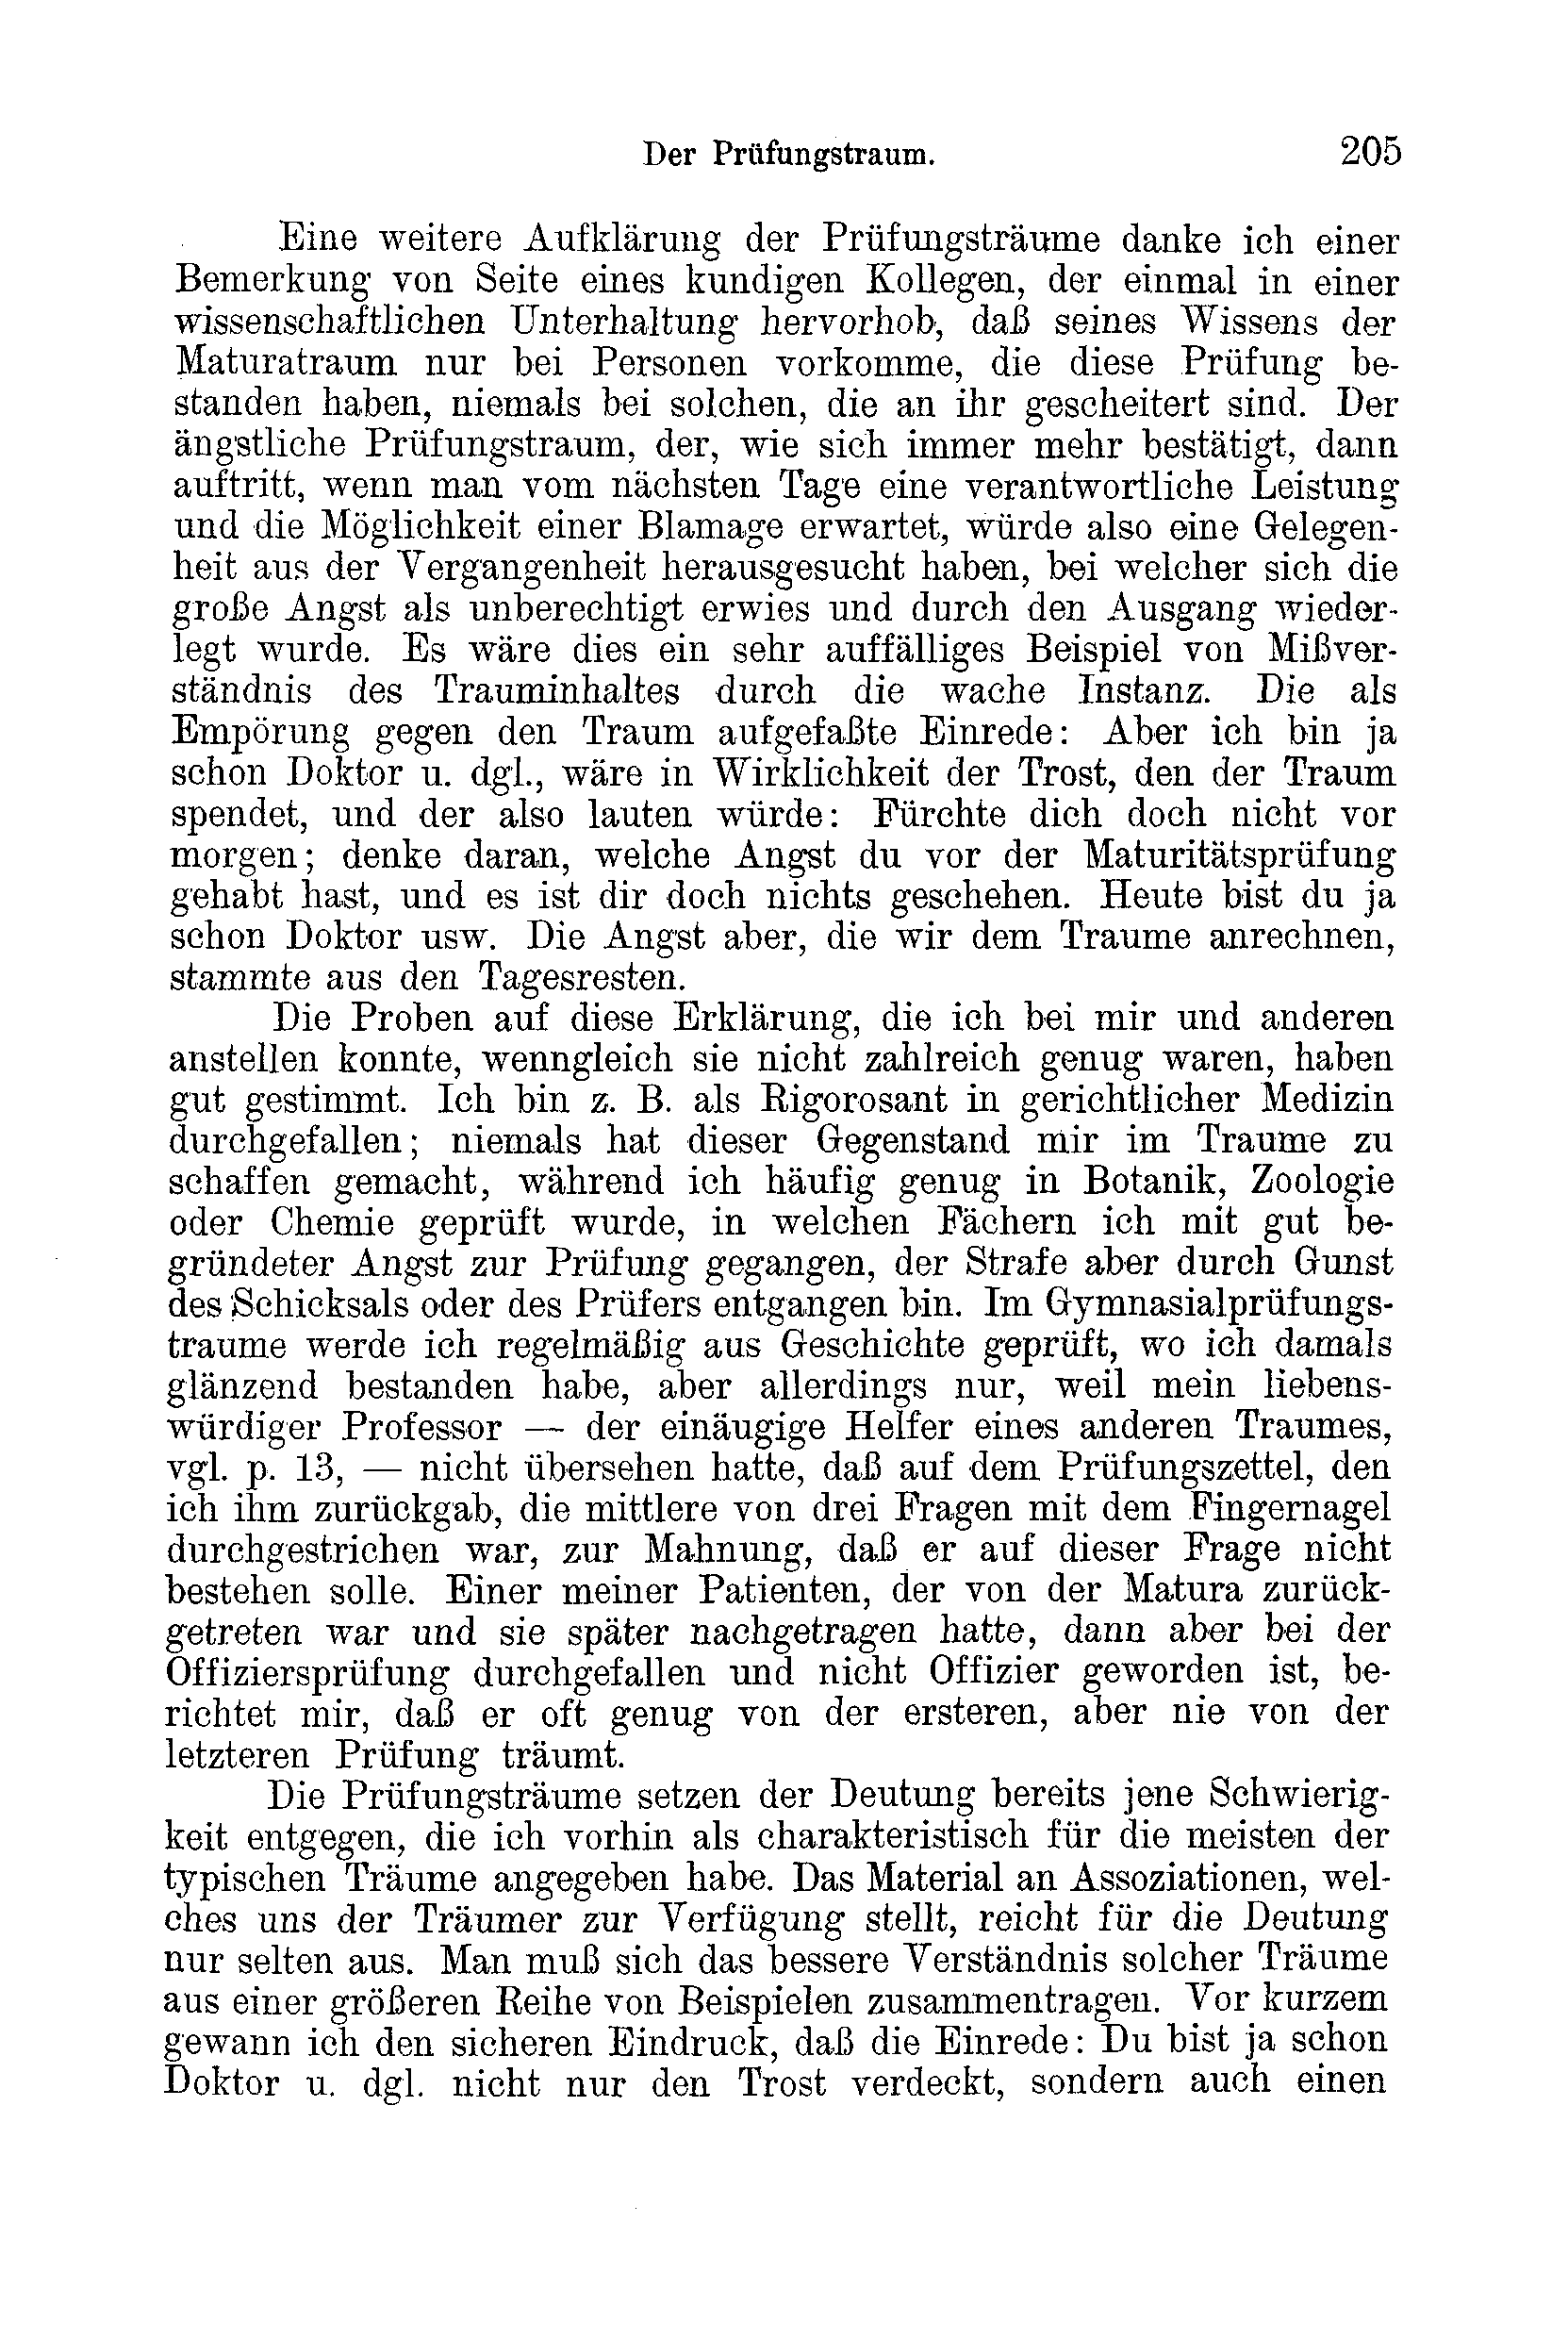 Der Prüfungstraum. 205
Eine weitere Aufklärung der Prüfungsträume danke ich einer
Bemerkung von Seite eines kundigen Kollegen, der einmal in einer
wissenschaftlichen Unterhaltung hervorhob, daß seines Wissens der
Maturatraum nur bei Personen vorkomme, die diese Prüfung be-
standen haben, niemals bei solchen, die an ihr gescheitert sind. Der
ängstliche Prüfungstraum, der, wie sich immer mehr bestätigt, dann
auftritt, wenn man vom nächsten Tage eine verantwortliche Leistung
und die Möglichkeit einer Blamage erwartet, würde also eine Gelegen-
heit aus der Vergangenheit herausgesucht haben, bei welcher sich die
große Angst als unberechtigt erwies und durch den Ausgang wieder-
legt wurde. Es wäre dies ein sehr auffälliges Beispiel von Mißver-
ständnis des Trauminhaltes durch die wache Instanz. Die als
Empörung gegen den Traum aufgefaßte Einrede: Aber ich bin ja
schon Doktor u. dgl., wäre in Wirklichkeit der Trost, den der Traum
spendet, und der also lauten würde: Fürchte dich doch nicht vor
morgen; denke daran, welche Angst du vor der Maturitätsprüfung
gehabt hast, und es ist dir doch nichts geschehen. Heute bist du ja
schon Doktor usw. Die Angst aber, die wir dem Traume anrechnen,
stammte aus den Tagesresten.
Die Proben auf diese Erklärung, die ich bei mir und anderen
anstellen konnte, wenngleich sie nicht zahlreich genug waren, haben
gut gestimmt. Ich bin z. B. als Rigorosant in gerichtlicher Medizin
durchgefallen; niemals hat dieser Gegenstand mir im Traume zu
schaffen gemacht, während ich häufig genug in Botanik, Zoologie
oder Chemie geprüft wurde, in welchen Fächern ich mit gut be-
gründeter Angst zur Prüfung gegangen, der Strafe aber durch Gunst
des Schicksals oder des Prüfers entgangen bin. Im Gymnasialprüfungs-
traume werde ich regelmäßig aus Geschichte geprüft, wo ich damals
glänzend bestanden habe, aber allerdings nur, weil mein liebens-
würdiger Professor — der einäugige Helfer eines anderen Traumes,
vgl. p. 13, — nicht übersehen hatte, daß auf dem Prüfungszettel, den
ich ihm zurückgab, die mittlere von drei Fragen mit dem Fingernagel
durchgestrichen war, zur Mahnung, daß er auf dieser Frage nicht
bestehen solle. Einer meiner Patienten, der von der Matura zurück-
getreten war und sie später nachgetragen hatte, dann aber bei der
Offiziersprüfung durchgefallen und nicht Offizier geworden ist, be-
richtet mir, daß er oft genug von der ersteren, aber nie von der
letzteren Prüfung träumt.
Die Prüfungsträume setzen der Deutung bereits jene Schwierig-
keit entgegen, die ich vorhin als charakteristisch für die meisten der
typischen Träume angegeben habe. Das Material an Assoziationen, wel-
ches uns der Träumer zur Verfügung stellt, reicht für die Deutung
nur selten aus. Man muß sich das bessere Verständnis solcher Träume
aus einer größeren Reihe von Beispielen zusammentragen. Vor kurzem
gewann ich den sicheren Eindruck, daß die Einrede: Du bist ja schon
Doktor u. dgl. nicht nur den Trost verdeckt, sondern auch einen